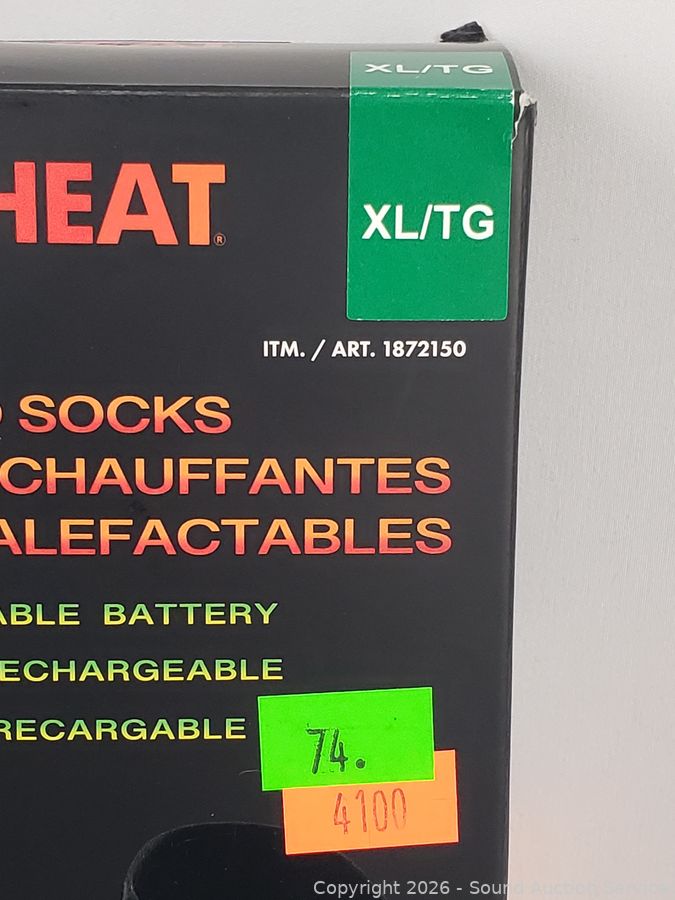 XL/TG
HEAT®
XL/TG
ITM. / ART. 1872150
SOCKS
CHAUFFANTES
ALEFACTABLES
ABLE BATTERY
ECHARGEABLE
RECARGABLE
74.
4100
Copyright 2026 - Sound Auction Service